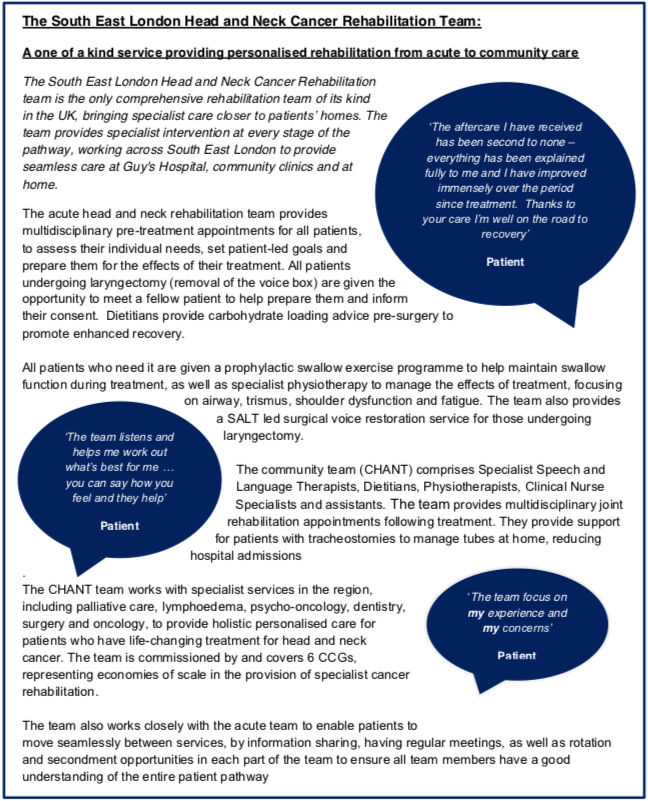 The South East London Head and Neck Cancer Rehabilitation Team:
A one of a kind service providing personalised rehabilitation from acute to community care
The South East London Head and Neck Cancer Rehabilitation
team is the only comprehensive rehabilitation team of its kind
in the UK, bringing specialist care closer to patients' homes. The
team provides specialist intervention at every stage of the
pathway, working across South East London to provide
seamless care at Guy's Hospital, community clinics and at
home.
'The aftercare I have received
has been second to none –
everything has been explained
fully to me and I have improved
immensely over the period
since treatment. Thanks to
your care I'm well on the road to
recovery'
Patient
The acute head and neck rehabilitation team provides
multidisciplinary pre-treatment appointments for all patients,
to assess their individual needs, set patient-led goals and
prepare them for the effects of their treatment. All patients
undergoing laryngectomy (removal of the voice box) are given the
opportunity to meet a fellow patient to help prepare them and inform
their consent. Dietitians provide carbohydrate loading advice pre-surgery to
promote enhanced recovery.
All patients who need it are given a prophylactic swallow exercise programme to help maintain swallow
function during treatment, as well as specialist physiotherapy to manage the effects of treatment, focusing
on airway, trismus, shoulder dysfunction and fatigue. The team also provides
a SALT led surgical voice restoration service for those undergoing
laryngectomy.
'The team listens and
helps me work out
what's best for me …
you can say how you
feel and they help'
Patient
The community team (CHANT) comprises Specialist Speech and
Language Therapists, Dietitians, Physiotherapists, Clinical Nurse
Specialists and assistants. The team provides multidisciplinary joint
rehabilitation appointments following treatment. They provide support
for patients with tracheostomies to manage tubes at home, reducing
hospital admissions
.
The CHANT team works with specialist services in the region,
including palliative care, lymphoedema, psycho-oncology, dentistry,
surgery and oncology, to provide holistic personalised care for
patients who have life-changing treatment for head and neck
cancer. The team is commissioned by and covers 6 CCGs,
representing economies of scale in the provision of specialist cancer
rehabilitation.
'The team focus on
my experience and
my concerns'
Patient
The team also works closely with the acute team to enable patients to
move seamlessly between services, by information sharing, having regular meetings, as well as rotation
and secondment opportunities in each part of the team to ensure all team members have a good
understanding of the entire patient pathway